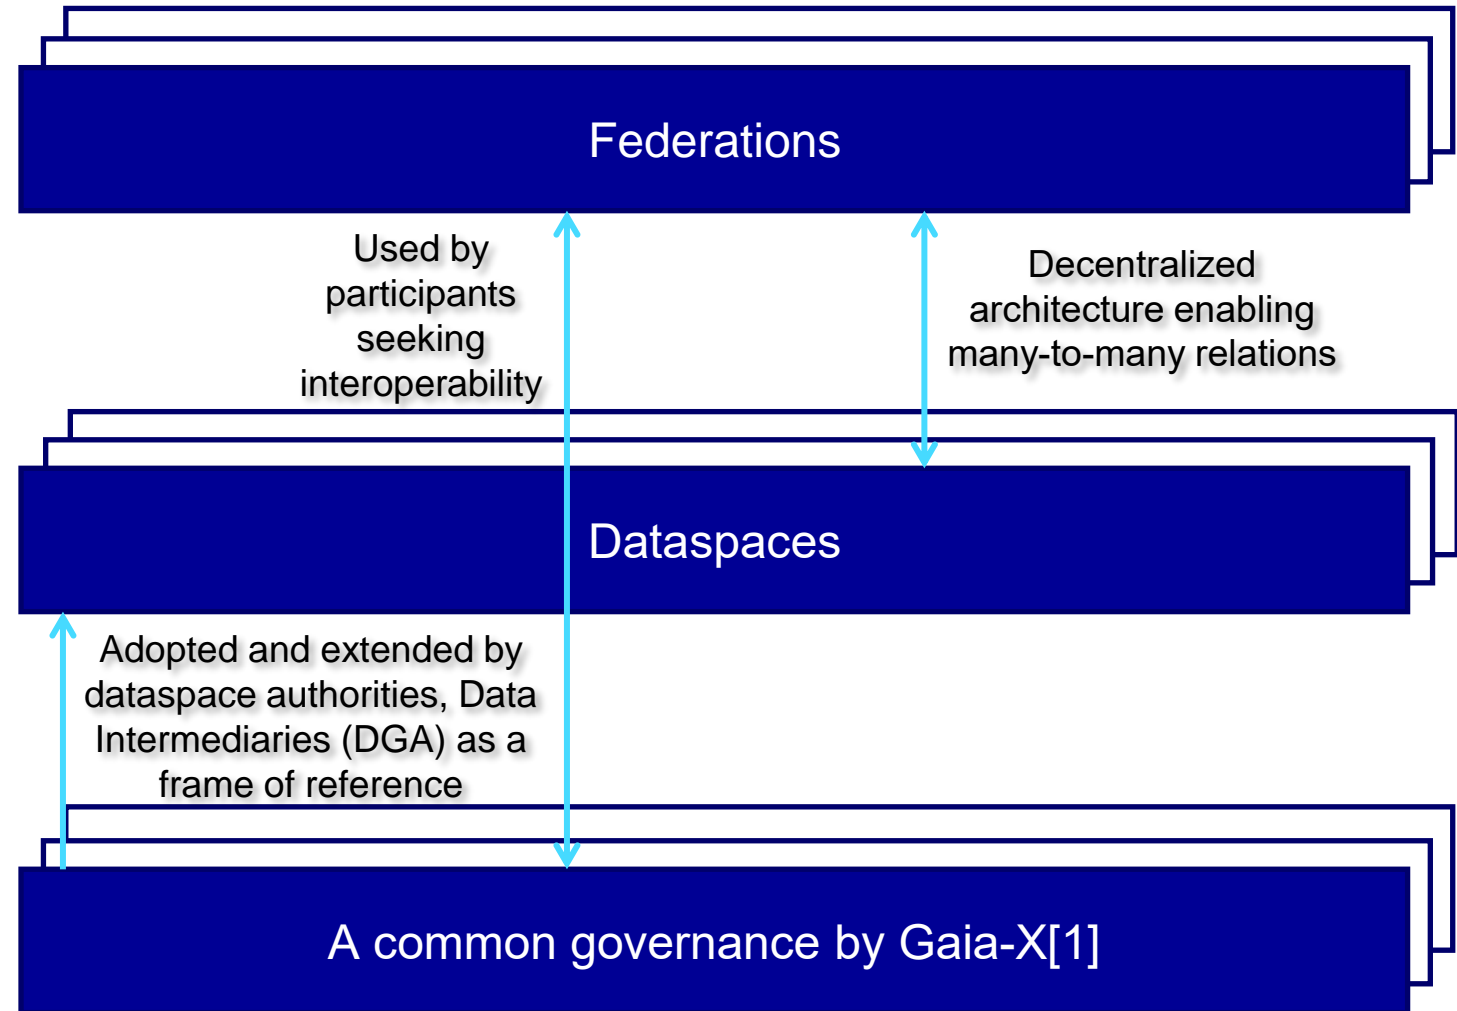 Federations
Used by
participants
seeking
interoperability
Decentralized
architecture enabling
many-to-many relations
Dataspaces
Adopted and extended by
dataspace authorities, Data
Intermediaries (DGA) as a
frame of reference
A common governance by Gaia-X[1]